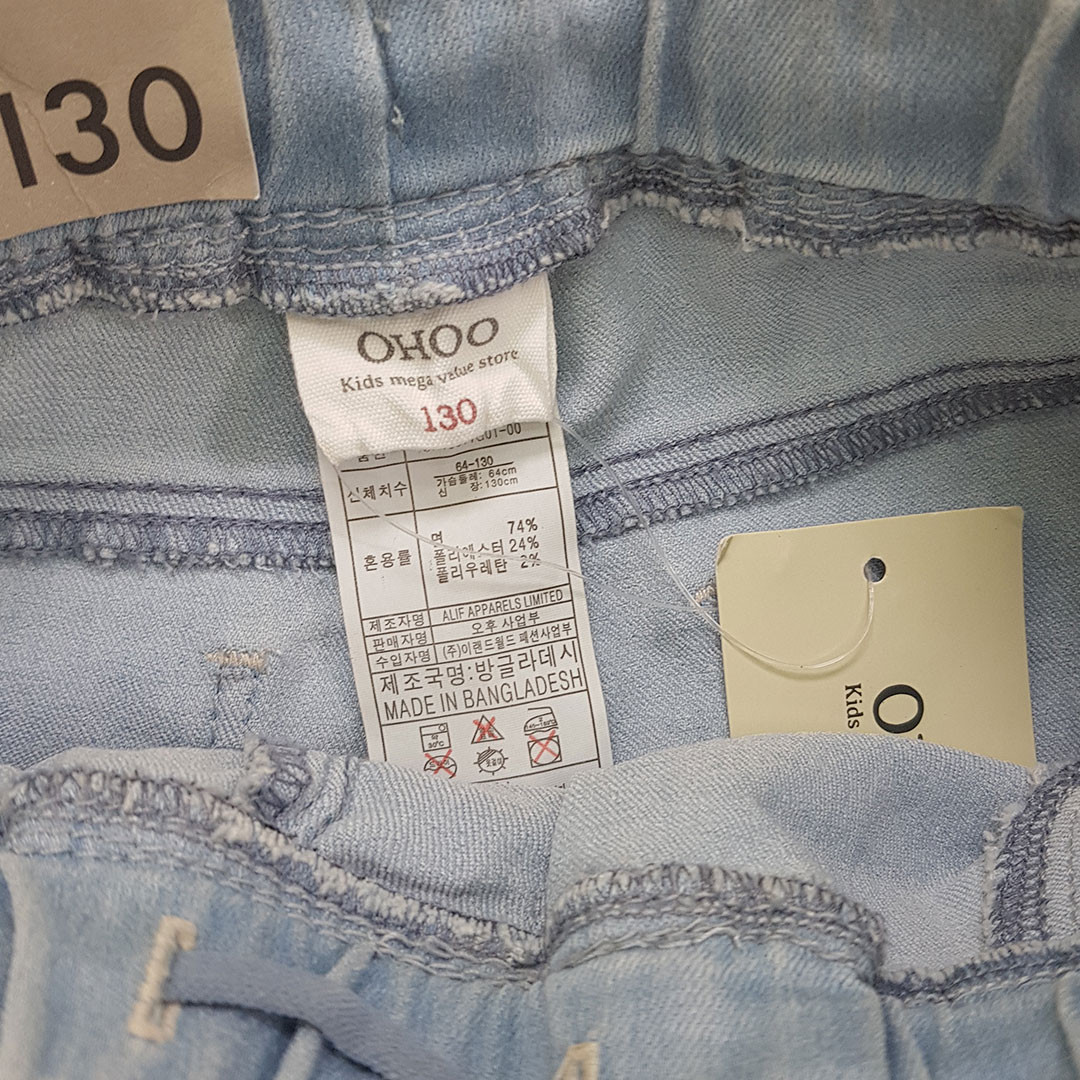 130
OHOO
Kids mega value store
130
64-130
신체치수
가슴둘레: 64cm
신 장:130cm
혼용률
면 74%
폴리에스터 24%
폴리우레탄 2%
제조자명 ALIF APPARELS LIMITED
판매자명 오후 사업부
수입자명 (주)이랜드월드 패션사업부
제조국명:방글라데시
MADE IN BANGLADESH
약
30℃
Kids